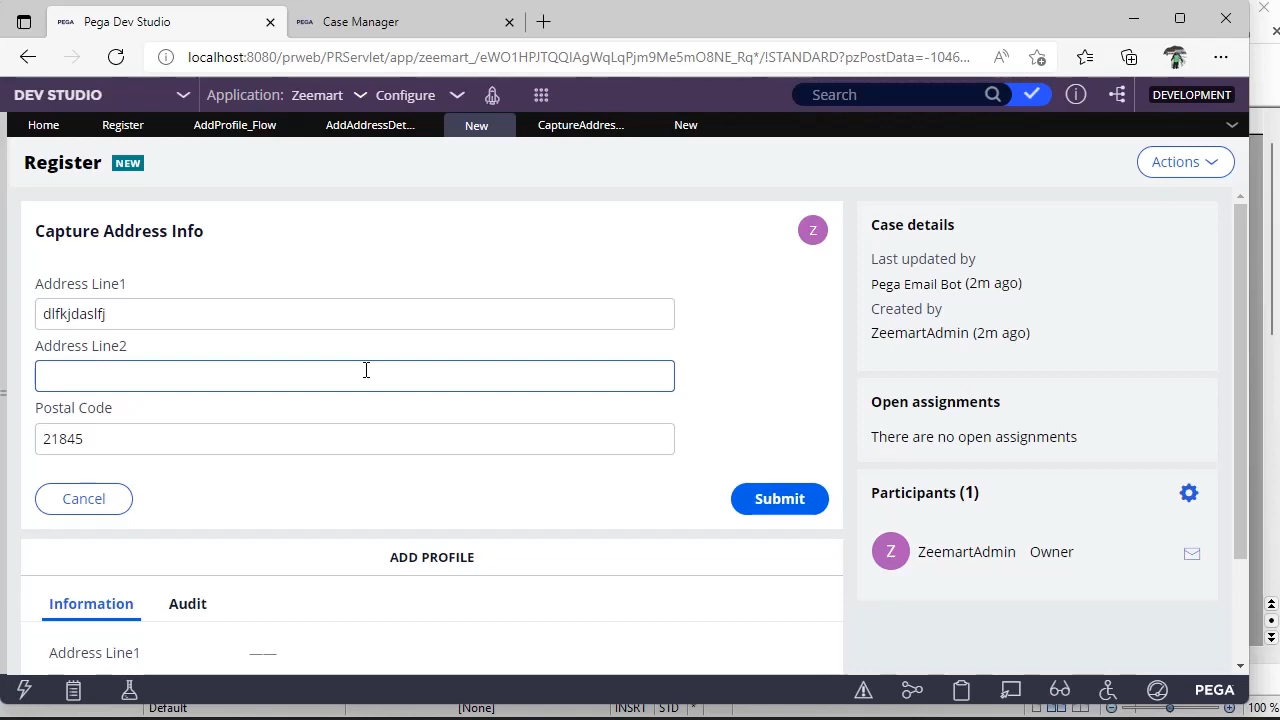 PEGA Pega Dev Studio
PEGA Case Manager
localhost:8080/prweb/PRServlet/app/zeemart_/eWO1HPJTQQIAgWqLqPjm9Me5mO8NE_Rq*/!STANDARD?pzPostData=-1046...
DEV STUDIO Application: Zeemart Configure Search DEVELOPMENT
Home Register AddProfile_Flow AddAddressDet... New CaptureAddres... New
Register NEW Actions
Capture Address Info Z
Address Line1
dlfkjdaslfj
Address Line2
Postal Code
21845
Cancel Submit
ADD PROFILE
Information Audit
Address Line1 ——
Case details
Last updated by
Pega Email Bot (2m ago)
Created by
ZeemartAdmin (2m ago)
Open assignments
There are no open assignments
Participants (1)
Z ZeemartAdmin Owner
PEGA
Default [None] INSRT STD * 100 %